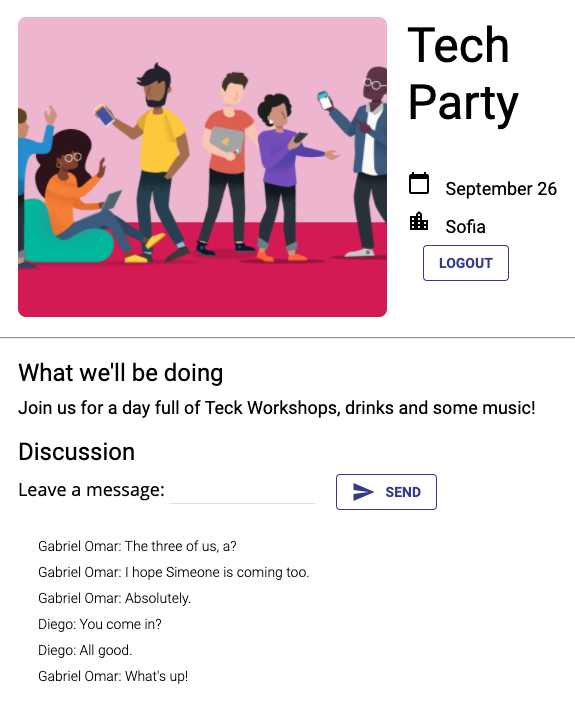 Tech
Party
September 26
Sofia
LOGOUT
What we'll be doing
Join us for a day full of Teck Workshops, drinks and some music!
Discussion
Leave a message:
SEND
Gabriel Omar: The three of us, a?
Gabriel Omar: I hope Simeone is coming too.
Gabriel Omar: Absolutely.
Diego: You come in?
Diego: All good.
Gabriel Omar: What's up!